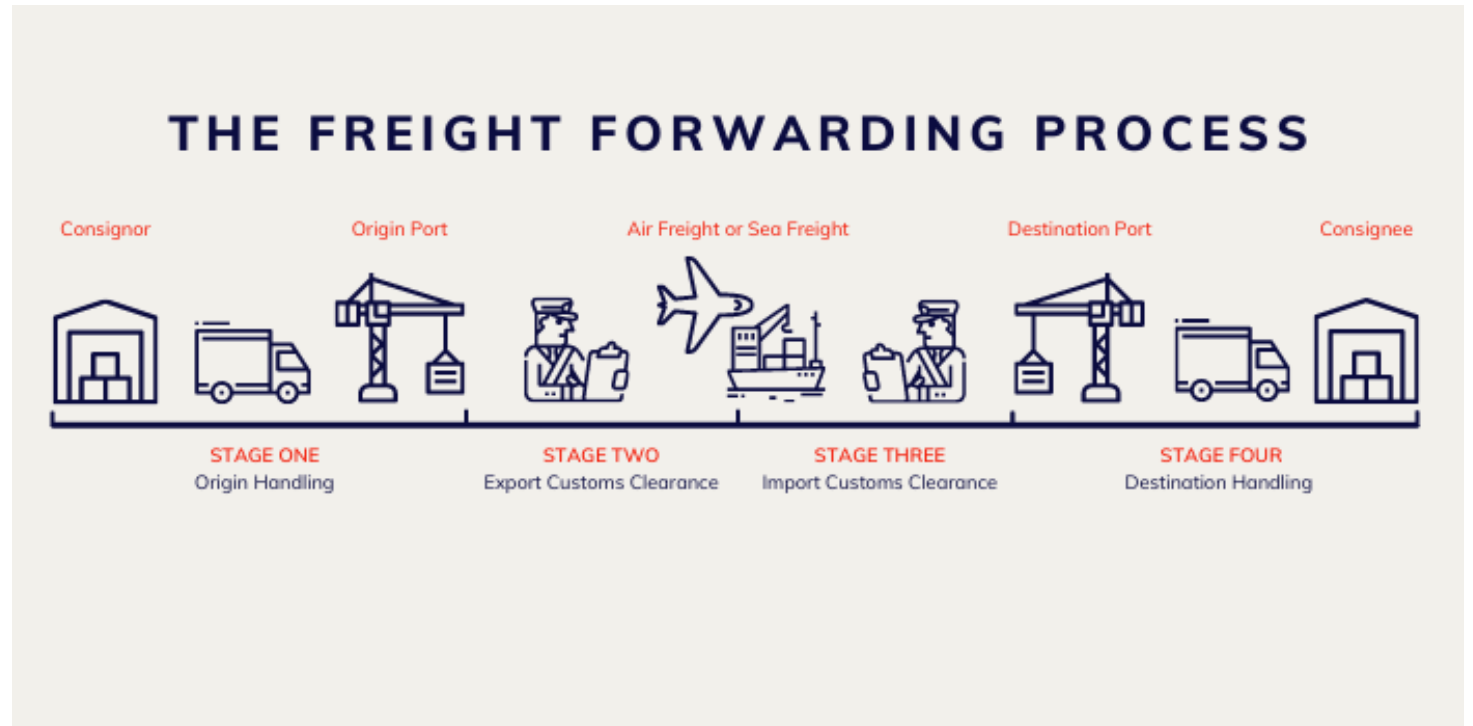 THE FREIGHT FORWARDING PROCESS
Consignor
Origin Port
Air Freight or Sea Freight
Destination Port
Consignee
STAGE ONE
Origin Handling
STAGE TWO
Export Customs Clearance
STAGE THREE
Import Customs Clearance
STAGE FOUR
Destination Handling